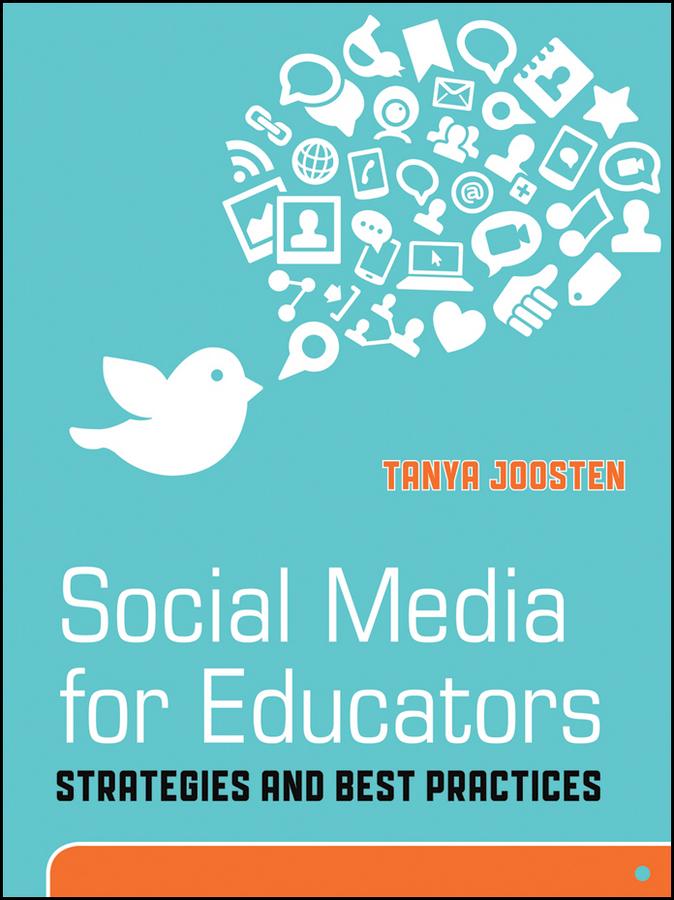 @
TANYA JOOSTEN
Social Media
for Educators
STRATEGIES AND BEST PRACTICES